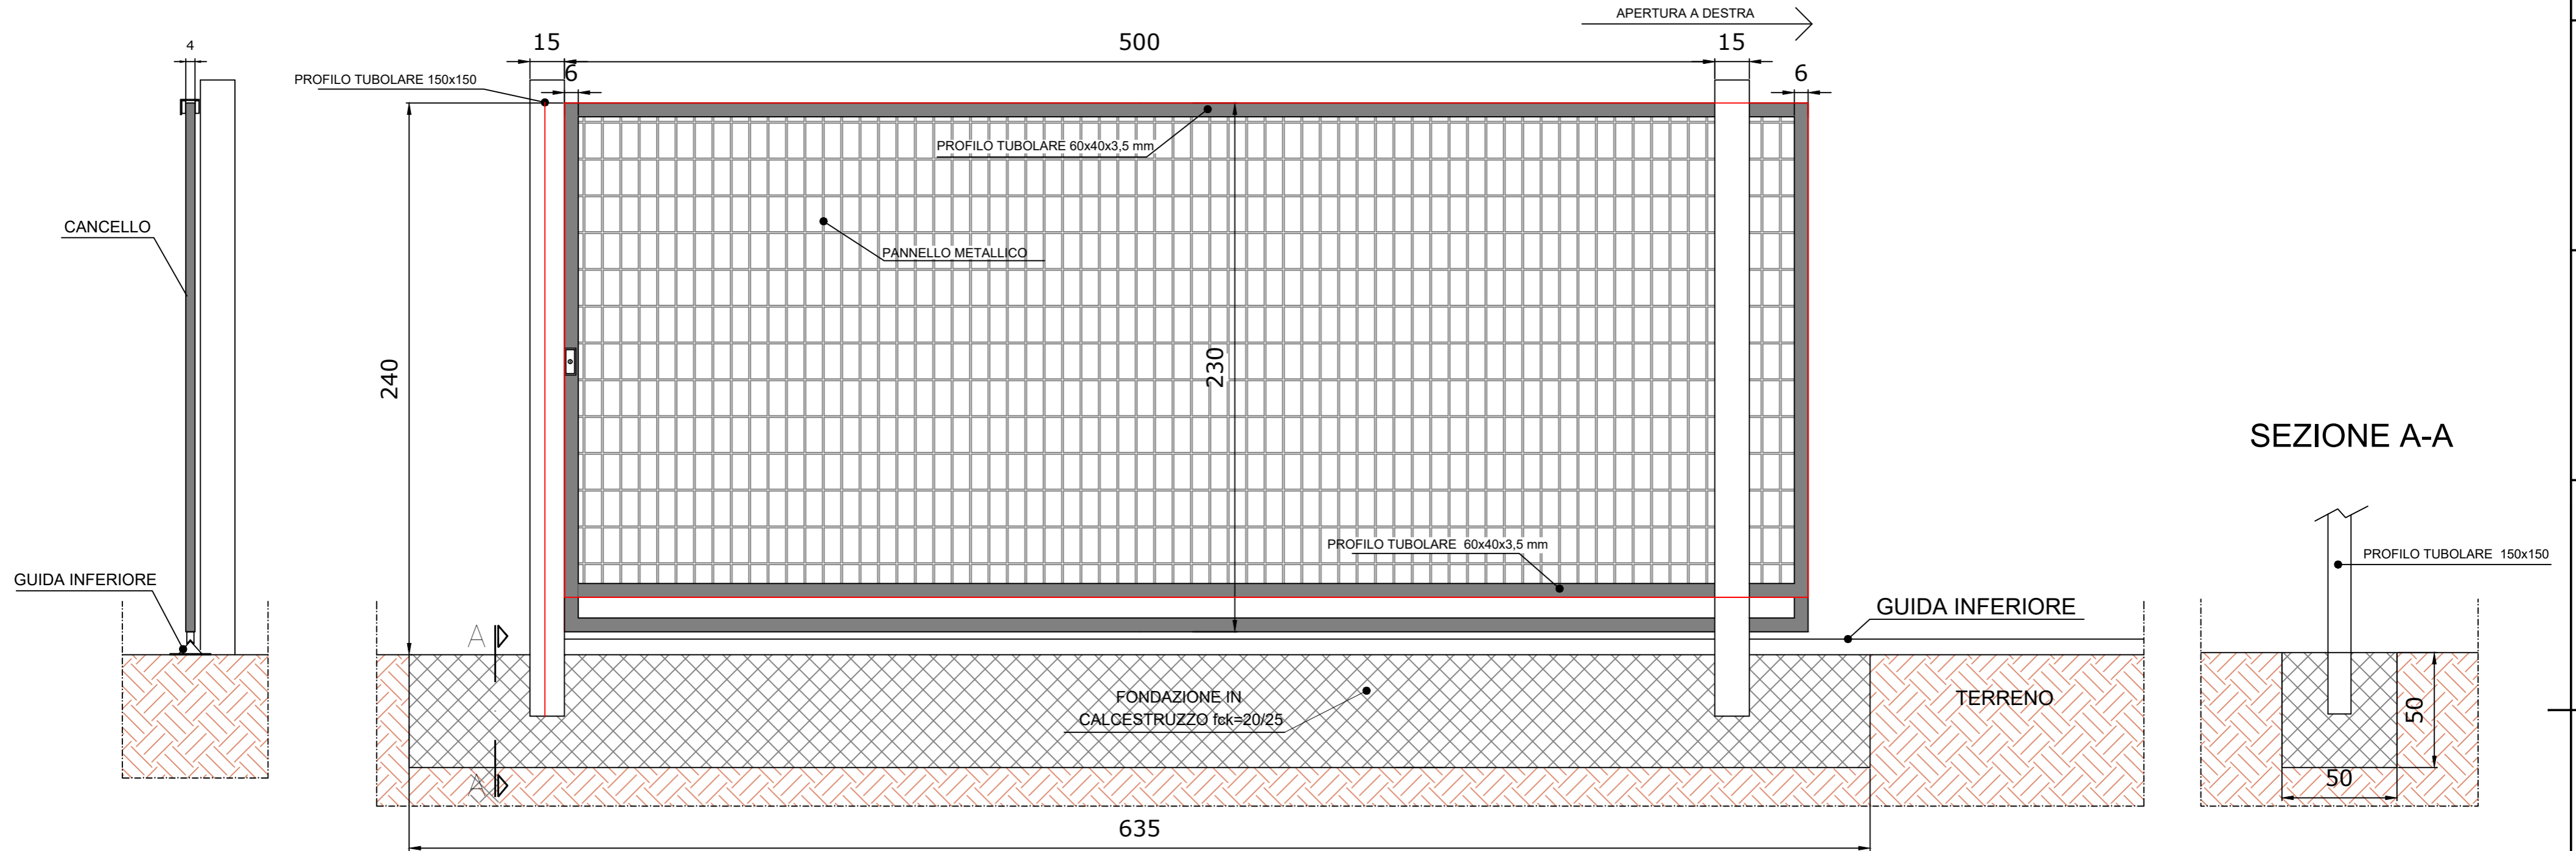 APERTURA A DESTRA
4
15
500
15
6
6
PROFILO TUBOLARE 150x150
PROFILO TUBOLARE 60x40x3,5 mm
CANCELLO
PANNELLO METALLICO
240
230
SEZIONE A-A
PROFILO TUBOLARE 60x40x3,5 mm
PROFILO TUBOLARE 150x150
GUIDA INFERIORE
GUIDA INFERIORE
A
FONDAZIONE IN
CALCESTRUZZO fck=20/25
TERRENO
50
50
A
635